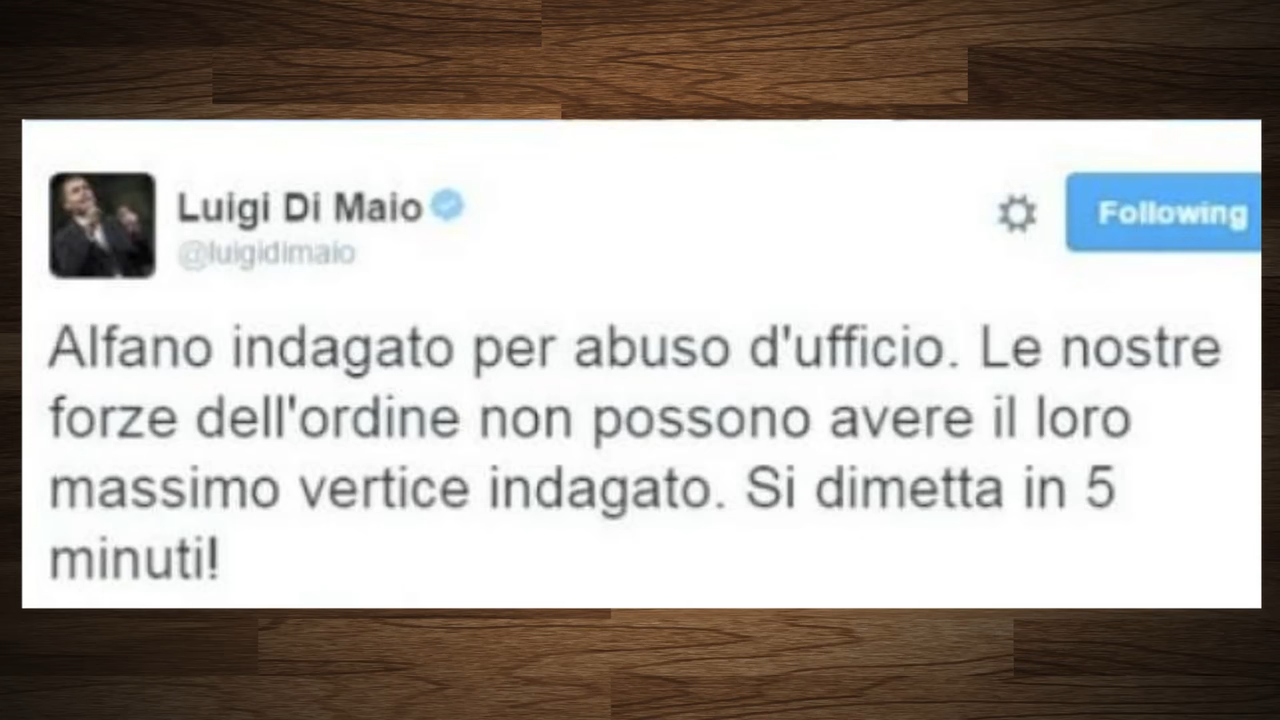 Luigi Di Maio
@luigidimaio
Following
Alfano indagato per abuso d'ufficio. Le nostre
forze dell'ordine non possono avere il loro
massimo vertice indagato. Si dimetta in 5
minuti!